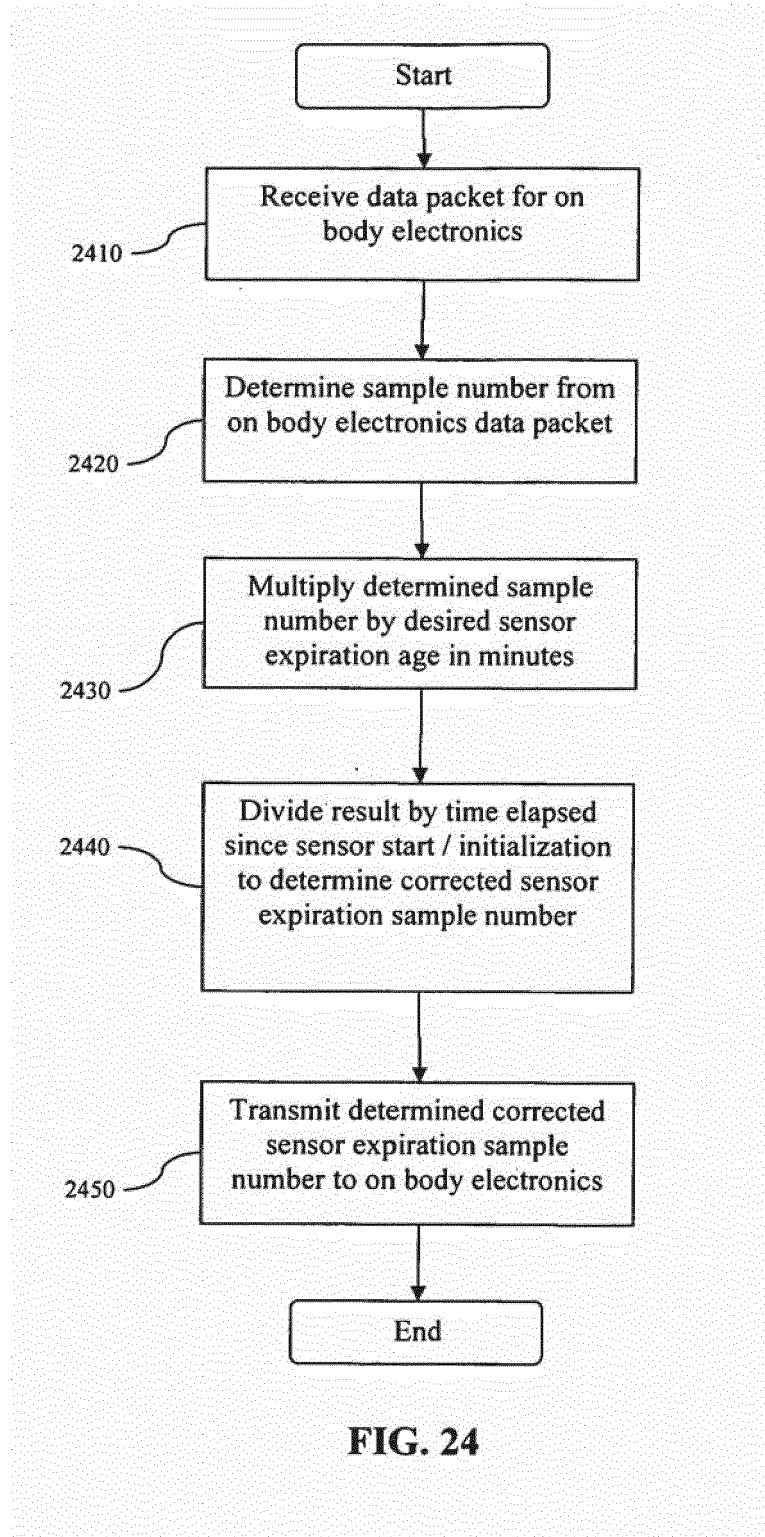 Start
Receive data packet for on
body electronics
2410
Determine sample number from
on body electronics data packet
2420
Multiply determined sample
number by desired sensor
expiration age in minutes
2430
Divide result by time elapsed
since sensor start / initialization
to determine corrected sensor
expiration sample number
2440
Transmit determined corrected
sensor expiration sample
number to on body electronics
2450
End
FIG. 24